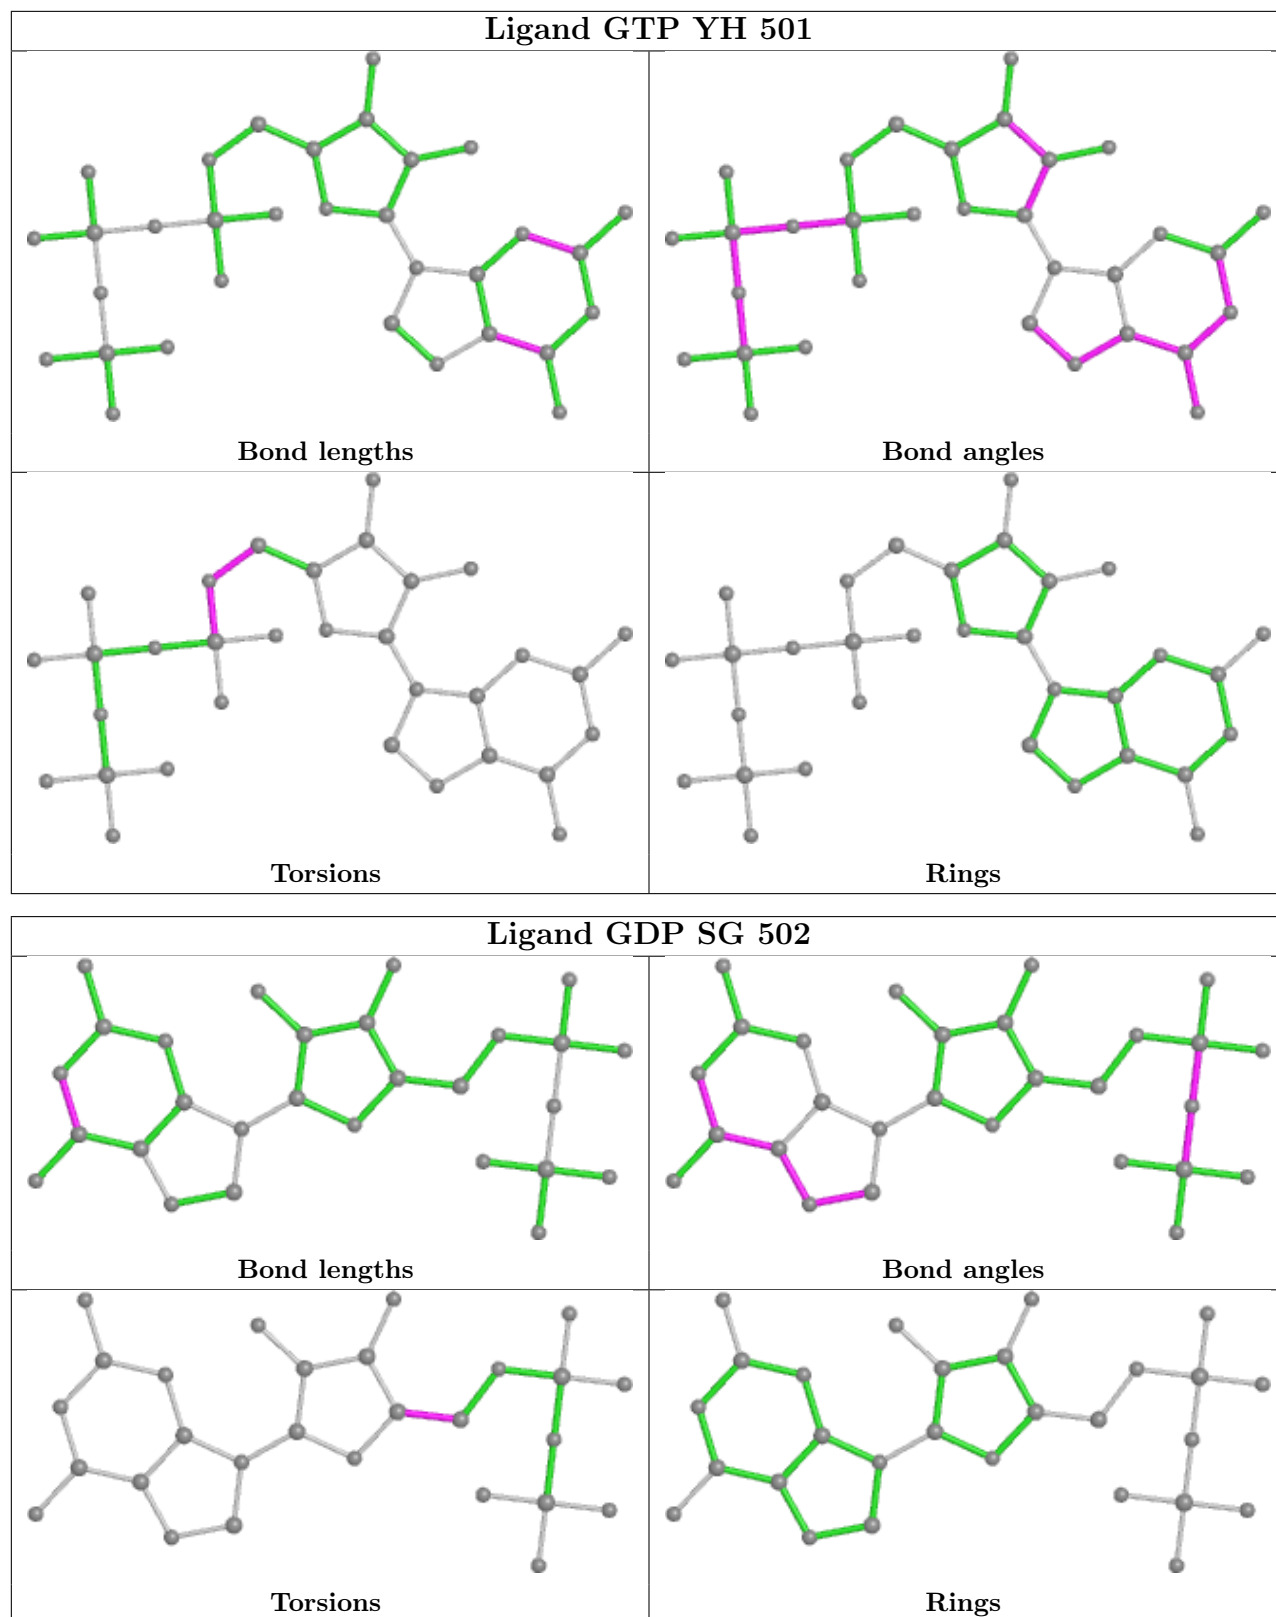 Ligand GTP YH 501
Bond lengths
Bond angles
Torsions
Rings
Ligand GDP SG 502
Bond lengths
Bond angles
Torsions
Rings